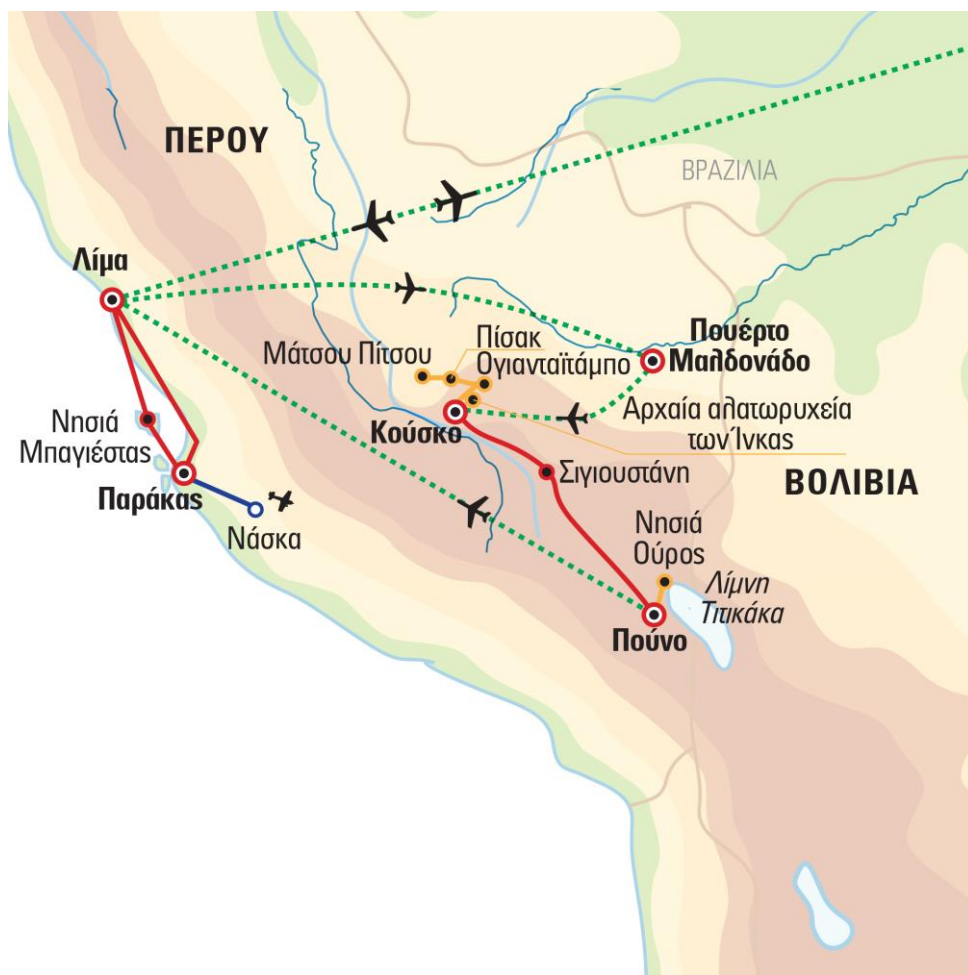 ΠΕΡΟΥ
ΒΡΑΖΙΛΙΑ
Λίμα
Πουέρτο
Μαλδονάδο
Πίσακ
Μάτσου Πίτσου
Ογιανταϊτάμπο
Αρχαία αλατωρυχεία
των Ίνκας
Κούσκο
Νησιά
Μπαγιέστας
Σιγιουστάνη
ΒΟΛΙΒΙΑ
Παράκας
Νάσκα
Νησιά
Ούρος
Λίμνη
Τιτικάκα
Πούνο